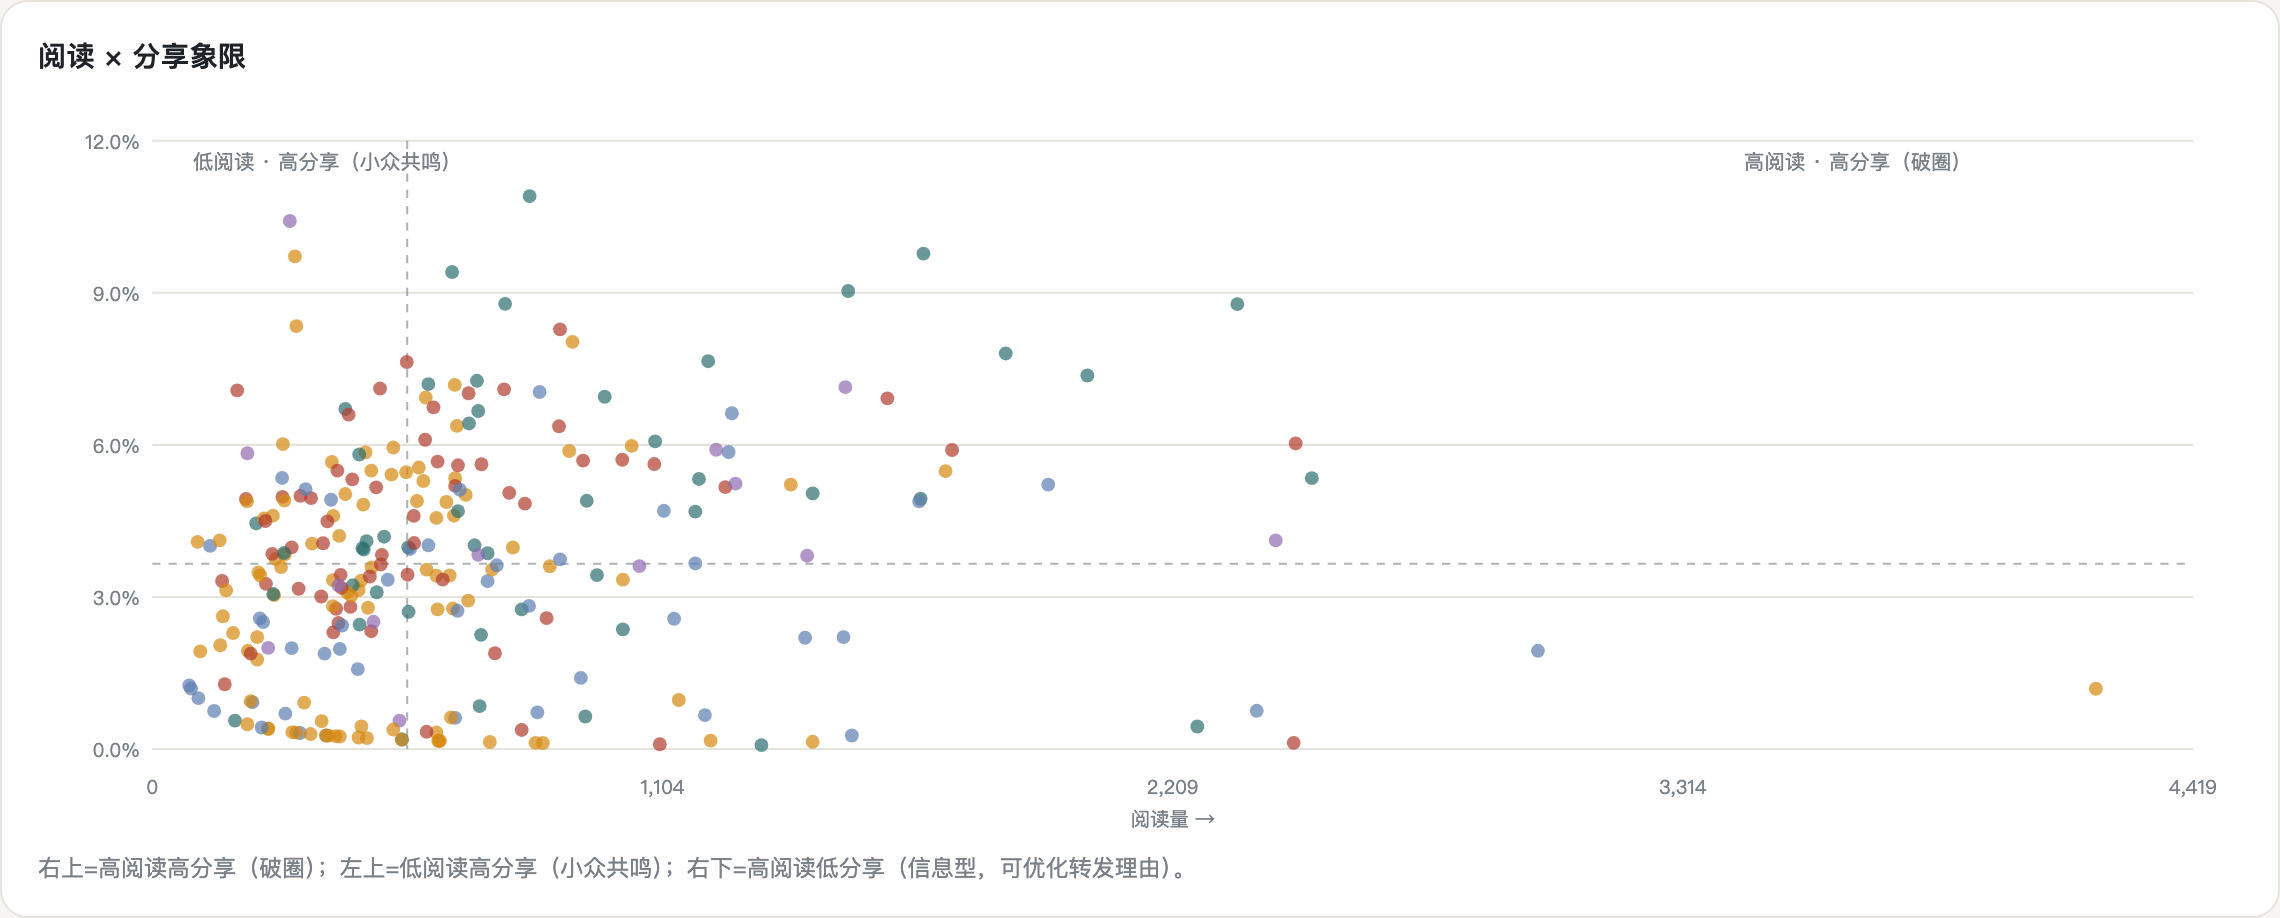 阅读 × 分享象限
12.0%
低阅读 · 高分享（小众共鸣）
高阅读 · 高分享（破圈）
9.0%
6.0%
3.0%
0.0%
0
1,104
2,209
3,314
4,419
阅读量 →
右上=高阅读高分享（破圈）；左上=低阅读高分享（小众共鸣）；右下=高阅读低分享（信息型，可优化转发理由）。